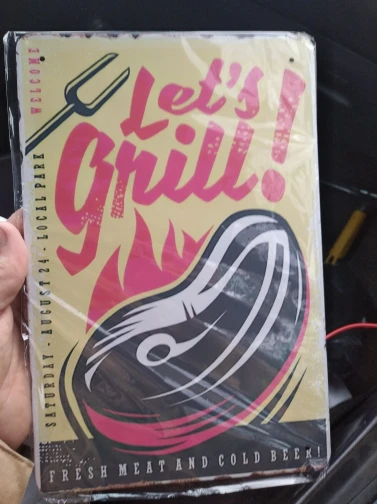 WELCOME
Let's
Grill!
SATURDAY · AUGUST 24 · LOCAL PARK
FRESH MEAT AND COLD BEER!